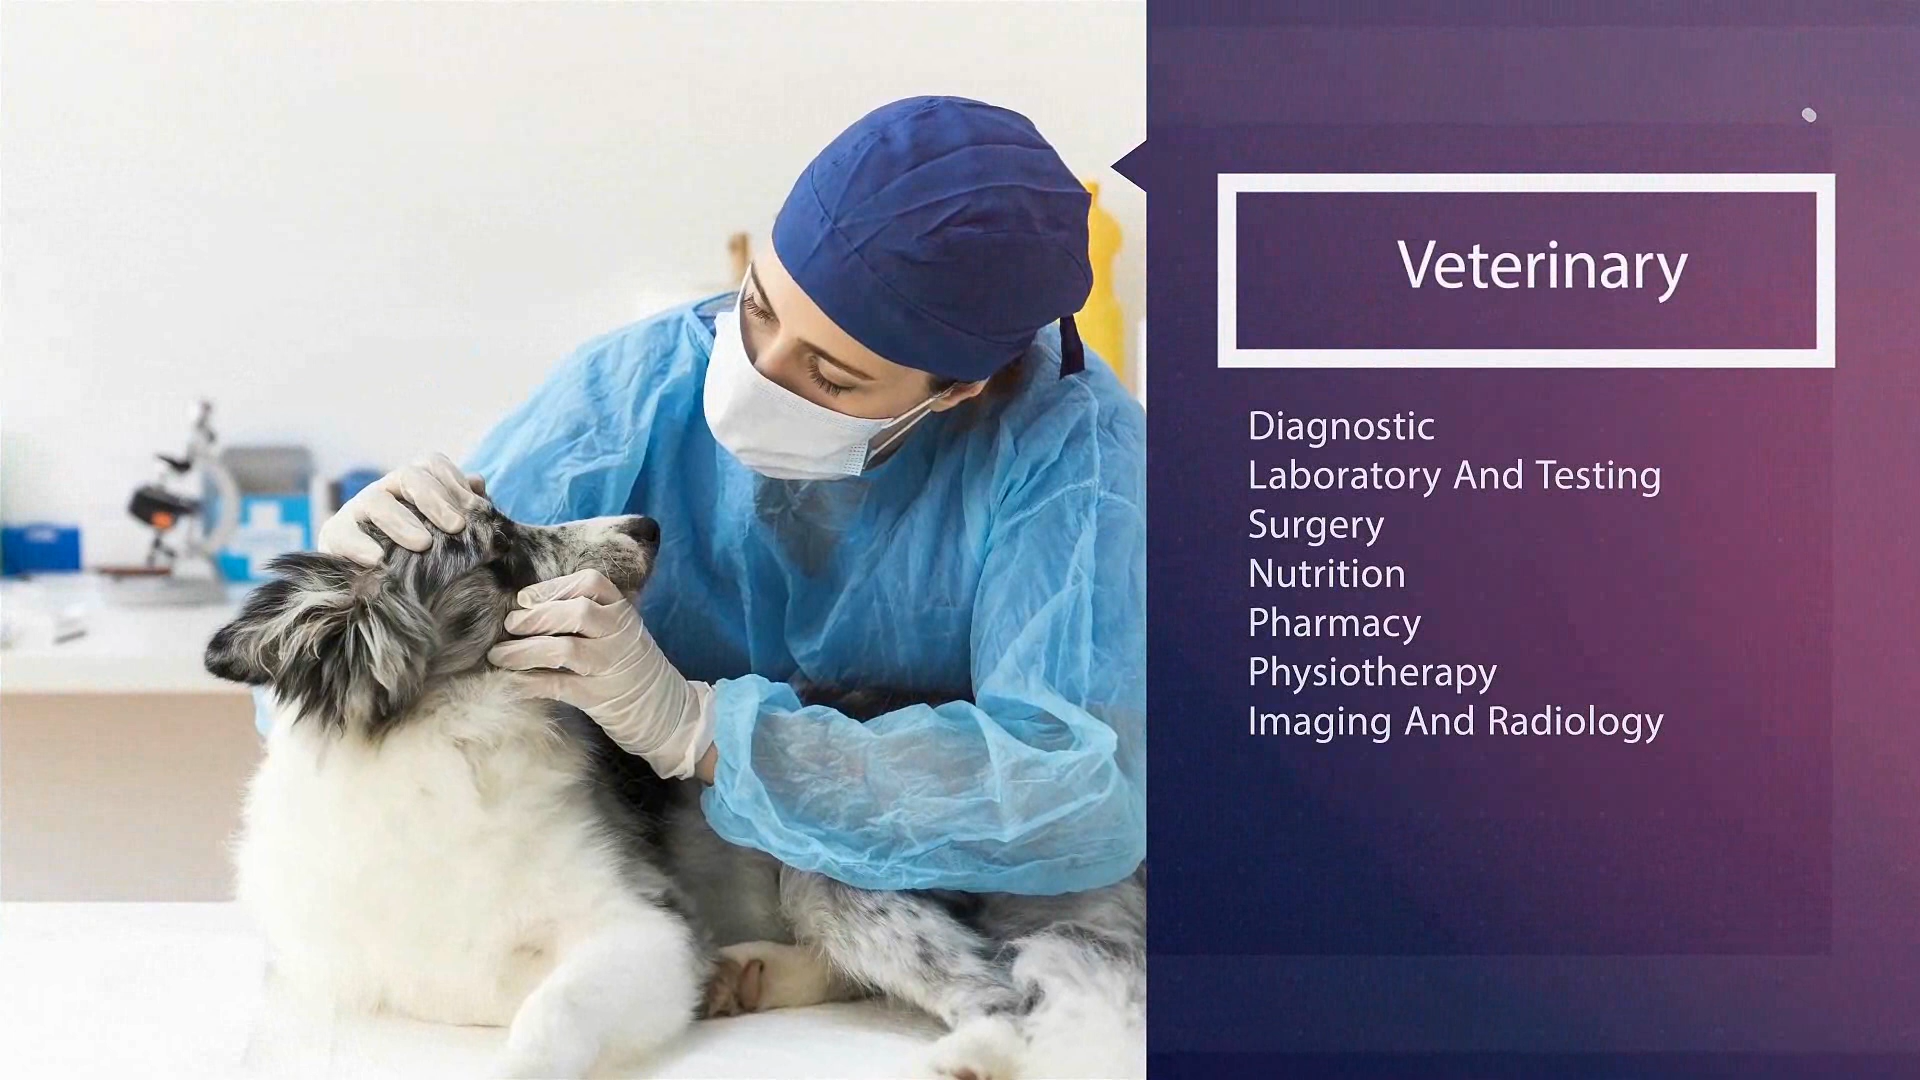 Veterinary
Diagnostic
Laboratory And Testing
Surgery
Nutrition
Pharmacy
Physiotherapy
Imaging And Radiology